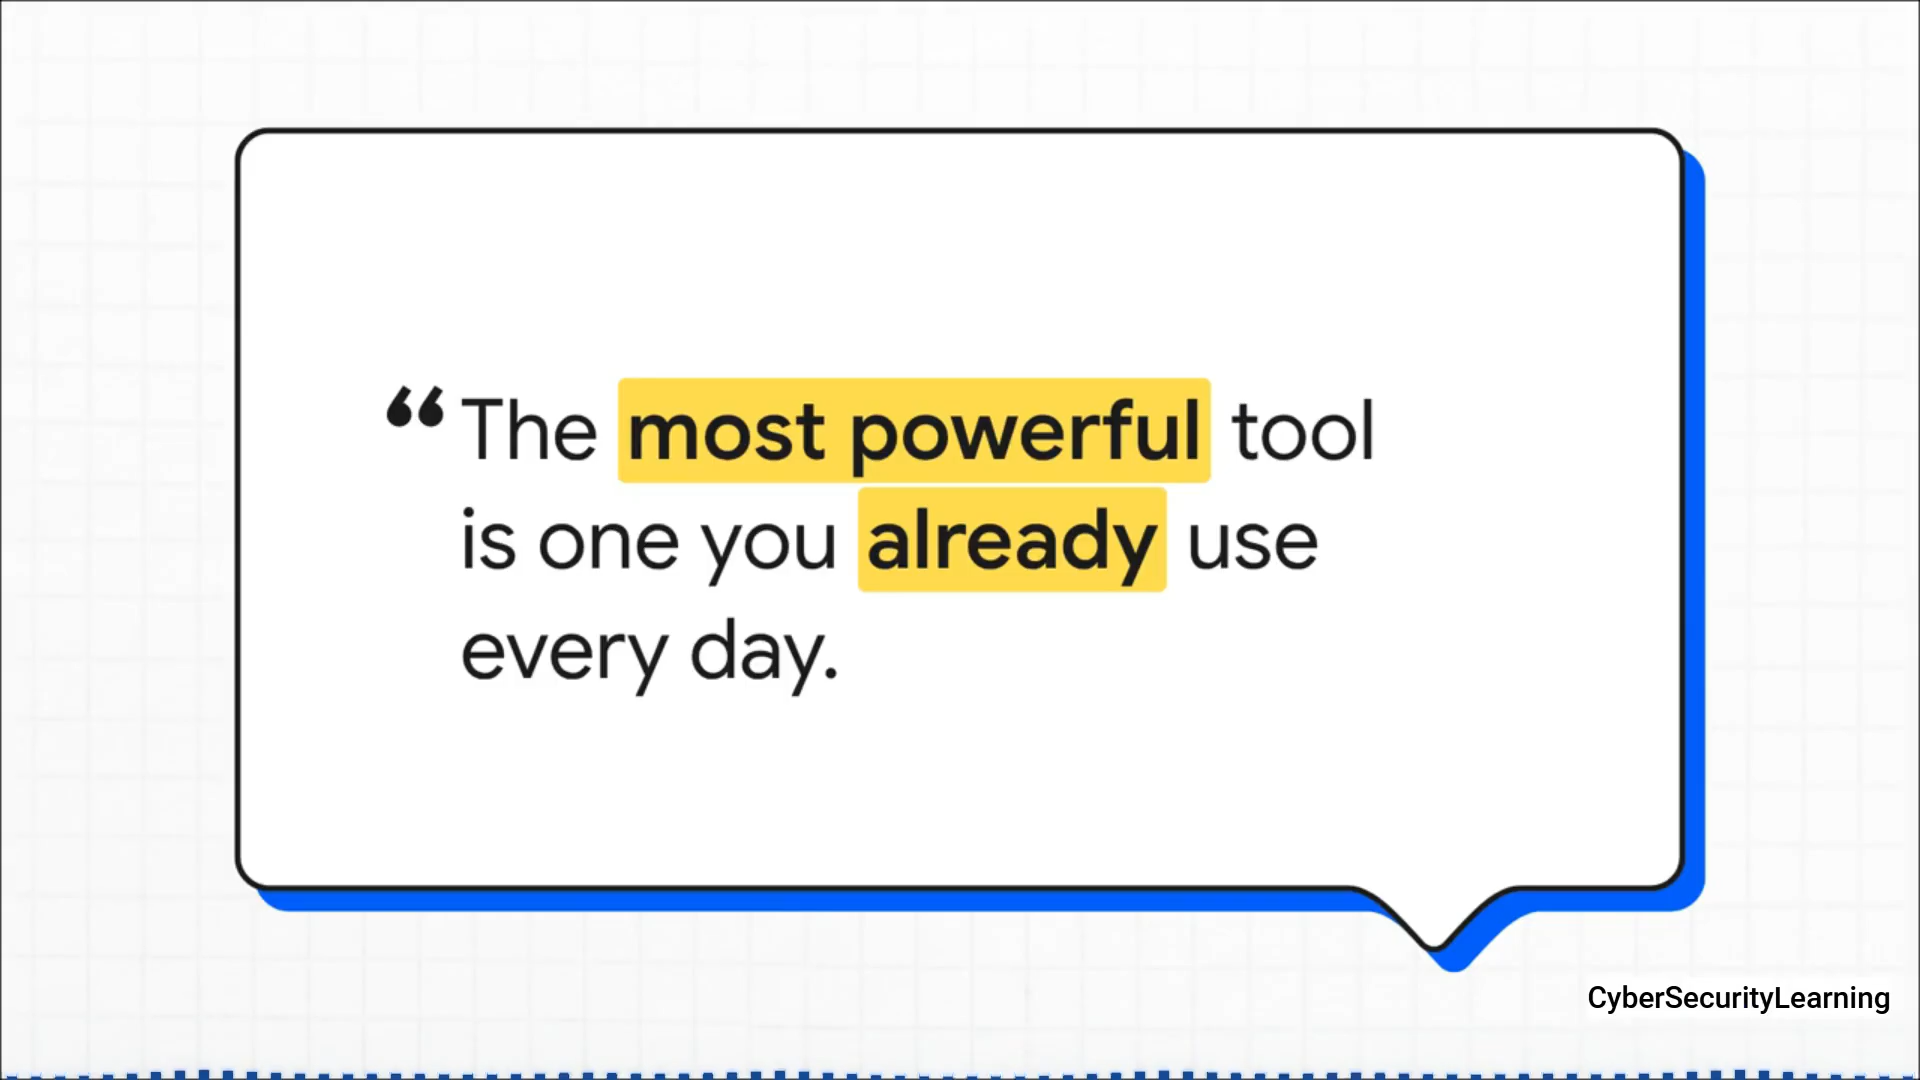 “The most powerful tool
is one you already use
every day.
CyberSecurityLearning